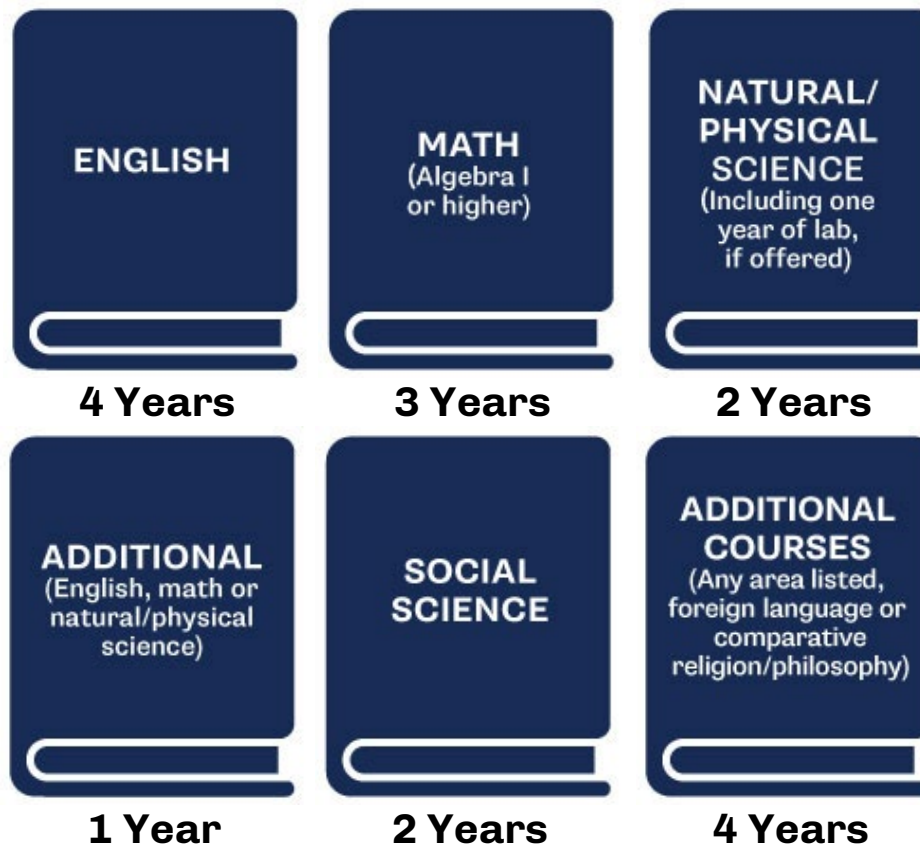 ENGLISH
MATH
(Algebra I
or higher)
NATURAL/
PHYSICAL
SCIENCE
(Including one
year of lab,
if offered)
4 Years
3 Years
2 Years
ADDITIONAL
(English, math or
natural/physical
science)
SOCIAL
SCIENCE
ADDITIONAL
COURSES
(Any area listed,
foreign language or
comparative
religion/philosophy)
1 Year
2 Years
4 Years